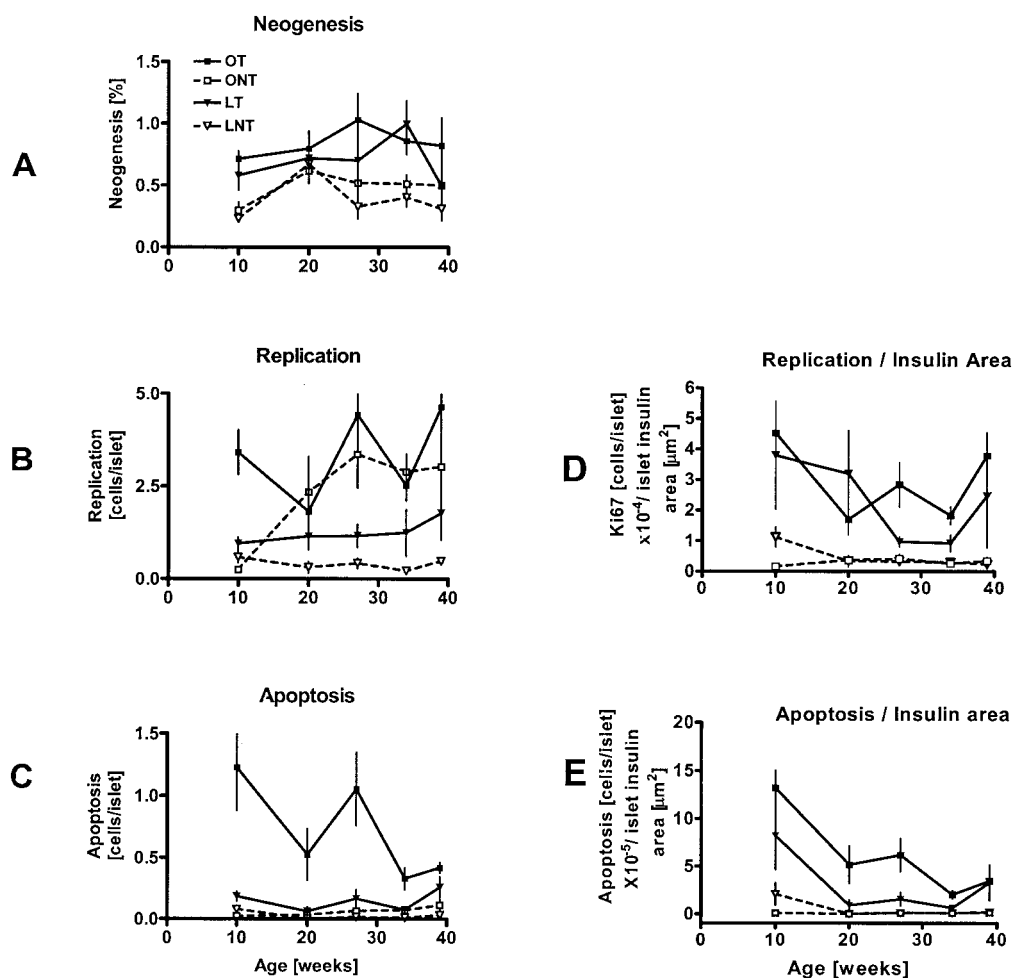 Neogenesis
A
Neogenesis [%]
1.5
1.0
0.5
0.0
OT
ONT
LT
LNT
0 10 20 30 40
Replication
B
Replication
[cells/islet]
5.0
2.5
0.0
0 10 20 30 40
Replication / Insulin Area
D
Ki67 [cells/islet]
x10-4/ islet insulin
area [μm2]
6
5
4
3
2
1
0
0 10 20 30 40
Apoptosis
C
Apoptosis
[cells/islet]
1.5
1.0
0.5
0.0
0 10 20 30 40
Age [weeks]
Apoptosis / Insulin area
E
Apoptosis [cells/islet]
X10-5/ islet insulin
area [μm2]
20
15
10
5
0
0 10 20 30 40
Age [weeks]